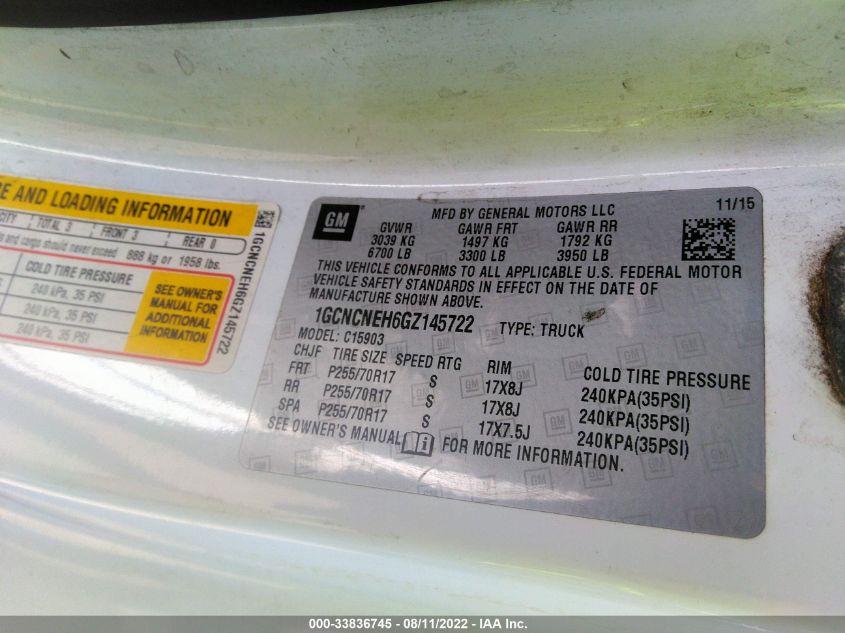 RE AND LOADING INFORMATION
CITY TOTAL 3 FRONT 3 REAR 0
and cargo should never exceed 888 kg or 1958 lbs.
COLD TIRE PRESSURE
240 kPa, 35 PSI
240 kPa, 35 PSI
240 kPa, 35 PSI
SEE OWNER'S
MANUAL FOR
ADDITIONAL
INFORMATION
1GCNCNEH6GZ145722
GM
MFD BY GENERAL MOTORS LLC
11/15
GVWR GAWR FRT GAWR RR
3039 KG 1497 KG 1792 KG
6700 LB 3300 LB 3950 LB
THIS VEHICLE CONFORMS TO ALL APPLICABLE U.S. FEDERAL MOTOR
VEHICLE SAFETY STANDARDS IN EFFECT ON THE DATE OF
MANUFACTURE SHOWN ABOVE.
1GCNCNEH6GZ145722 TYPE: TRUCK
MODEL: C15903
CHJF TIRE SIZE SPEED RTG RIM COLD TIRE PRESSURE
FRT P255/70R17 S 17X8J 240KPA(35PSI)
RR P255/70R17 S 17X8J 240KPA(35PSI)
SPA P255/70R17 S 17X7.5J 240KPA(35PSI)
SEE OWNER'S MANUAL FOR MORE INFORMATION.
000-33836745 - 08/11/2022 - IAA Inc.